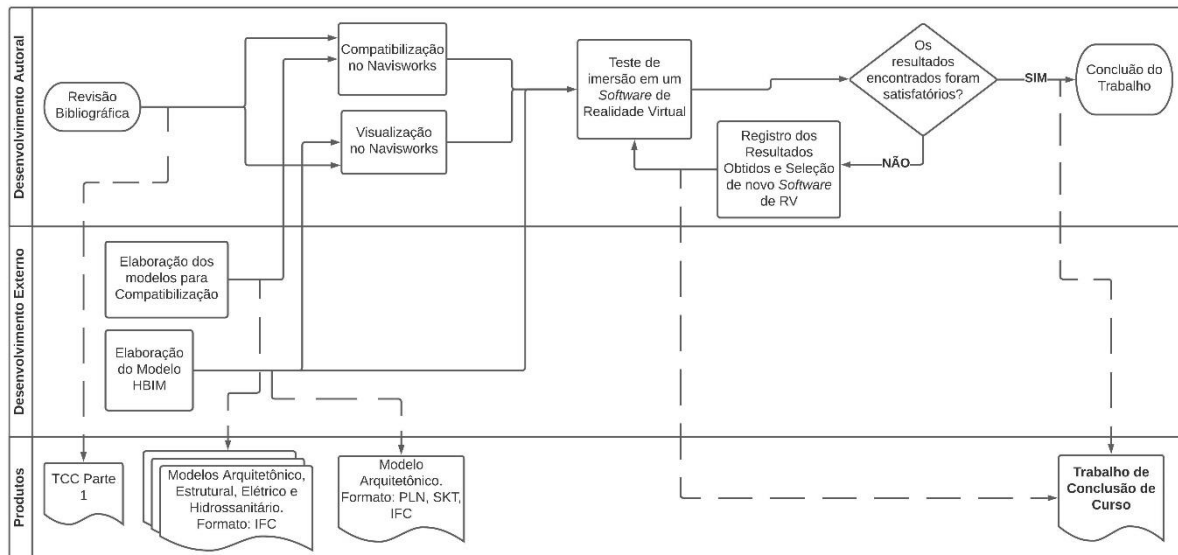 Desenvolvimento Autoral
Revisão
Bibliográfica
Compatibilização
no Navisworks
Visualização
no Navisworks
Teste de
imersão em um
Software de
Realidade Virtual
Os
resultados
encontrados foram
satisfatórios?
SIM
Concluão do
Trabalho
NÃO
Registro dos
Resultados
Obtidos e Seleção
de novo Software
de RV
Desenvolvimento Externo
Elaboração dos
modelos para
Compatibilização
Elaboração
do Modelo
HBIM
Produtos
TCC Parte
1
Modelos Arquitetônico,
Estrutural, Elétrico e
Hidrossanitário.
Formato: IFC
Modelo
Arquitetônico.
Formato: PLN, SKT,
IFC
Trabalho de
Conclusão de
Curso